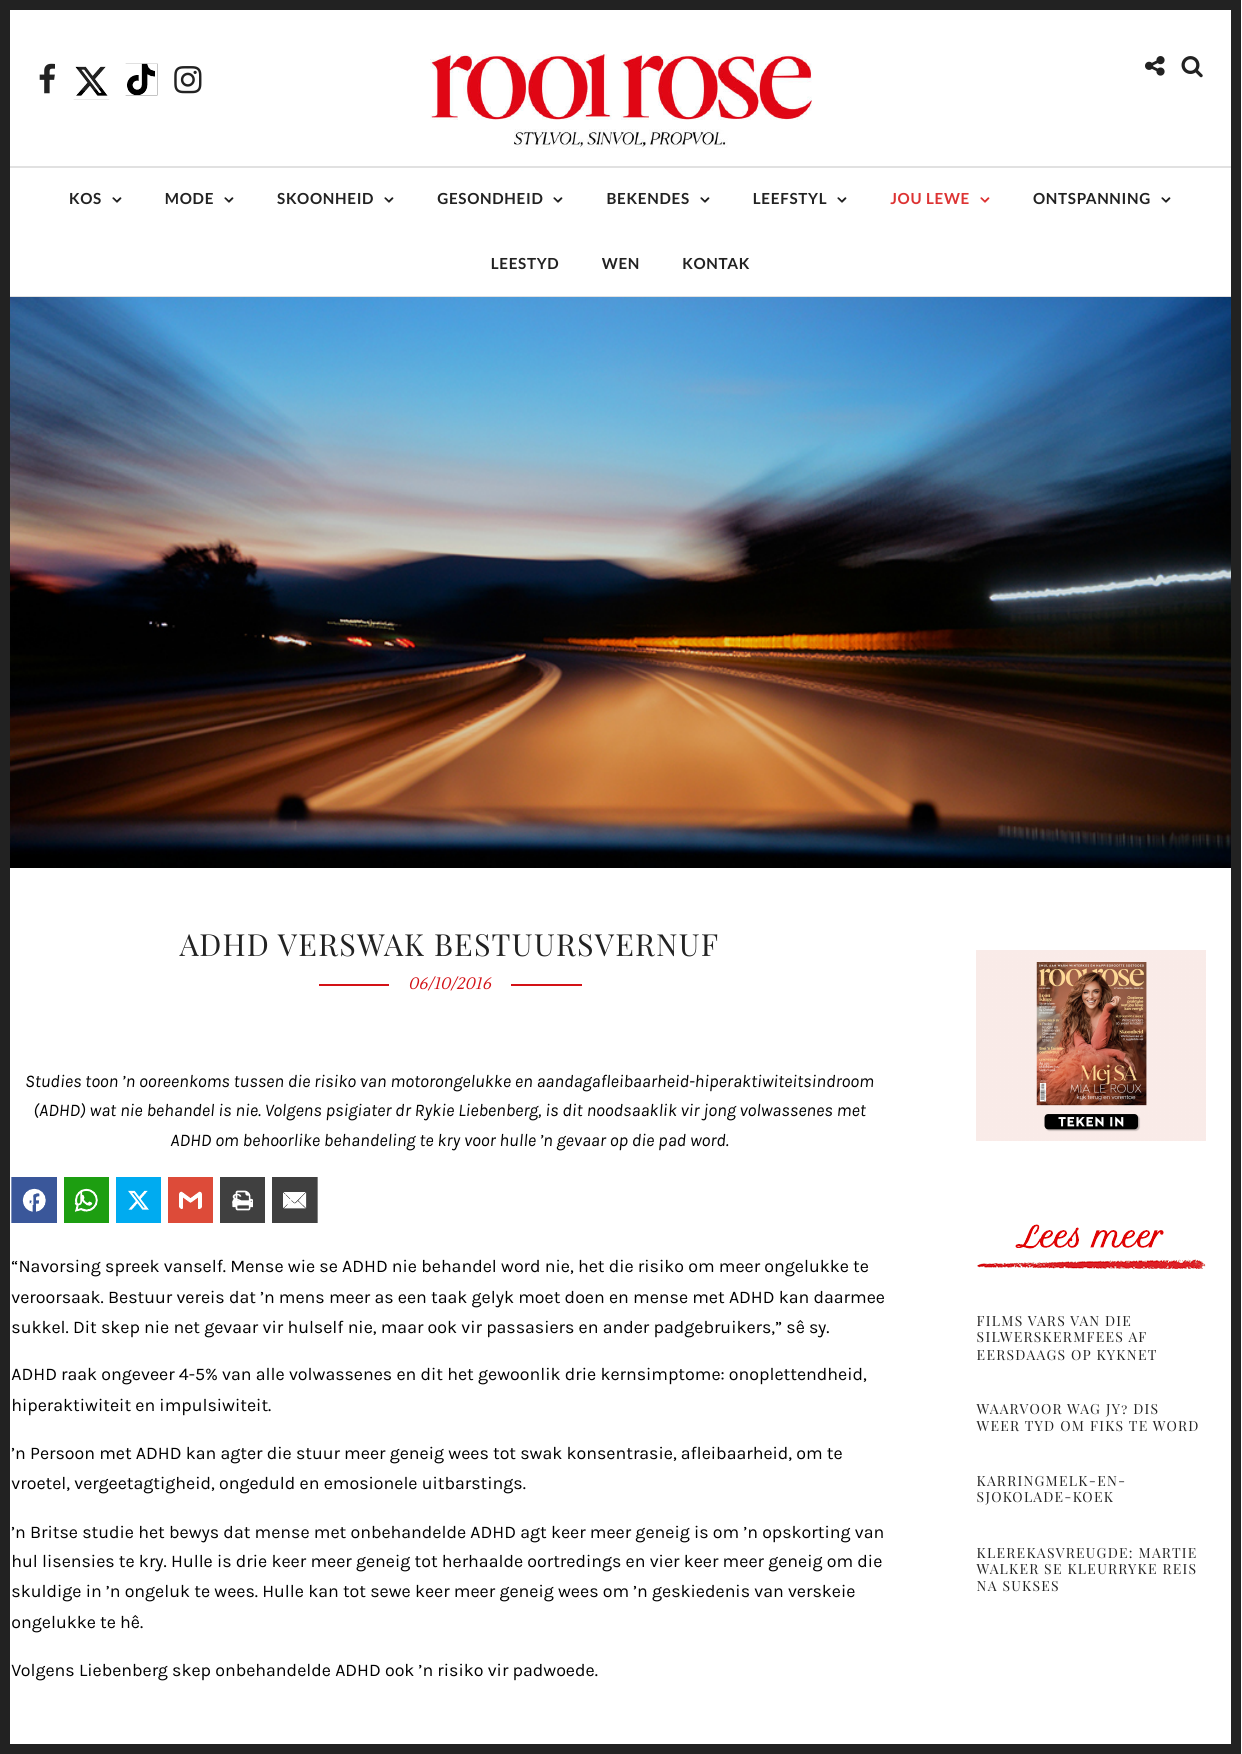 rooi rose
STYLVOL, SINVOL, PROPVOL.
KOS MODE SKOONHEID GESONDHEID BEKENDES LEEFSTYL JOU LEWE ONTSPANNING
LEESTYD WEN KONTAK
ADHD VERSWAK BESTUURSVERNUF
06/10/2016
Studies toon ’n ooreenkoms tussen die risiko van motorongelukke en aandagafleibaarheid-hiperaktiwiteitsindroom
(ADHD) wat nie behandel is nie. Volgens psigiater dr Rykie Liebenberg, is dit noodsaaklik vir jong volwassenes met
ADHD om behoorlike behandeling te kry voor hulle ’n gevaar op die pad word.
“Navorsing spreek vanself. Mense wie se ADHD nie behandel word nie, het die risiko om meer ongelukke te
veroorsaak. Bestuur vereis dat ’n mens meer as een taak gelyk moet doen en mense met ADHD kan daarmee
sukkel. Dit skep nie net gevaar vir hulself nie, maar ook vir passasiers en ander padgebruikers,” sê sy.
ADHD raak ongeveer 4-5% van alle volwassenes en dit het gewoonlik drie kernsimptome: onoplettendheid,
hiperaktiwiteit en impulsiwiteit.
’n Persoon met ADHD kan agter die stuur meer geneig wees tot swak konsentrasie, afleibaarheid, om te
vroetel, vergeetagtigheid, ongeduld en emosionele uitbarstings.
’n Britse studie het bewys dat mense met onbehandelde ADHD agt keer meer geneig is om ’n opskorting van
hul lisensies te kry. Hulle is drie keer meer geneig tot herhaalde oortredings en vier keer meer geneig om die
skuldige in ’n ongeluk te wees. Hulle kan tot sewe keer meer geneig wees om ’n geskiedenis van verskeie
ongelukke te hê.
Volgens Liebenberg skep onbehandelde ADHD ook ’n risiko vir padwoede.
rooi rose
Mej SA
MIA LE ROUX
kyk terug en vorentoe
TEKEN IN
Lees meer
FILMS VARS VAN DIE
SILWERSKERMFEES AF
EERSDAAGS OP KYKNET
WAARVOOR WAG JY? DIS
WEER TYD OM FIKS TE WORD
KARRINGMELK-EN-
SJOKOLADE-KOEK
KLEREKASVREUGDE: MARTIE
WALKER SE KLEURRYKE REIS
NA SUKSES